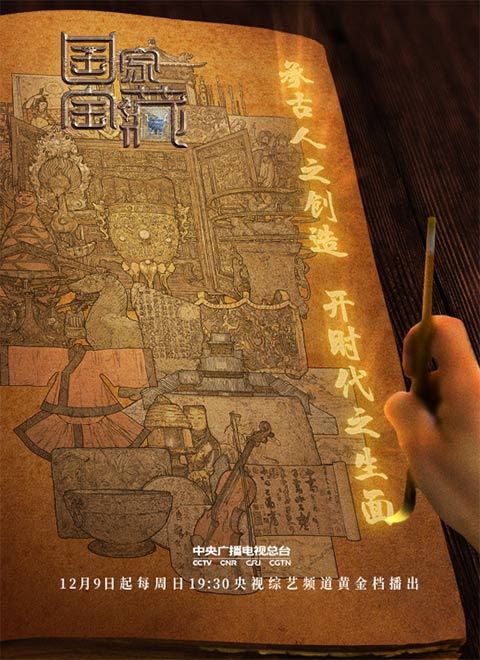 国家宝藏
承古人之创造
开时代之生面
中央广播电视总台
CCTV CNR CRI CGTN
12月9日起每周日19:30央视综艺频道黄金档播出